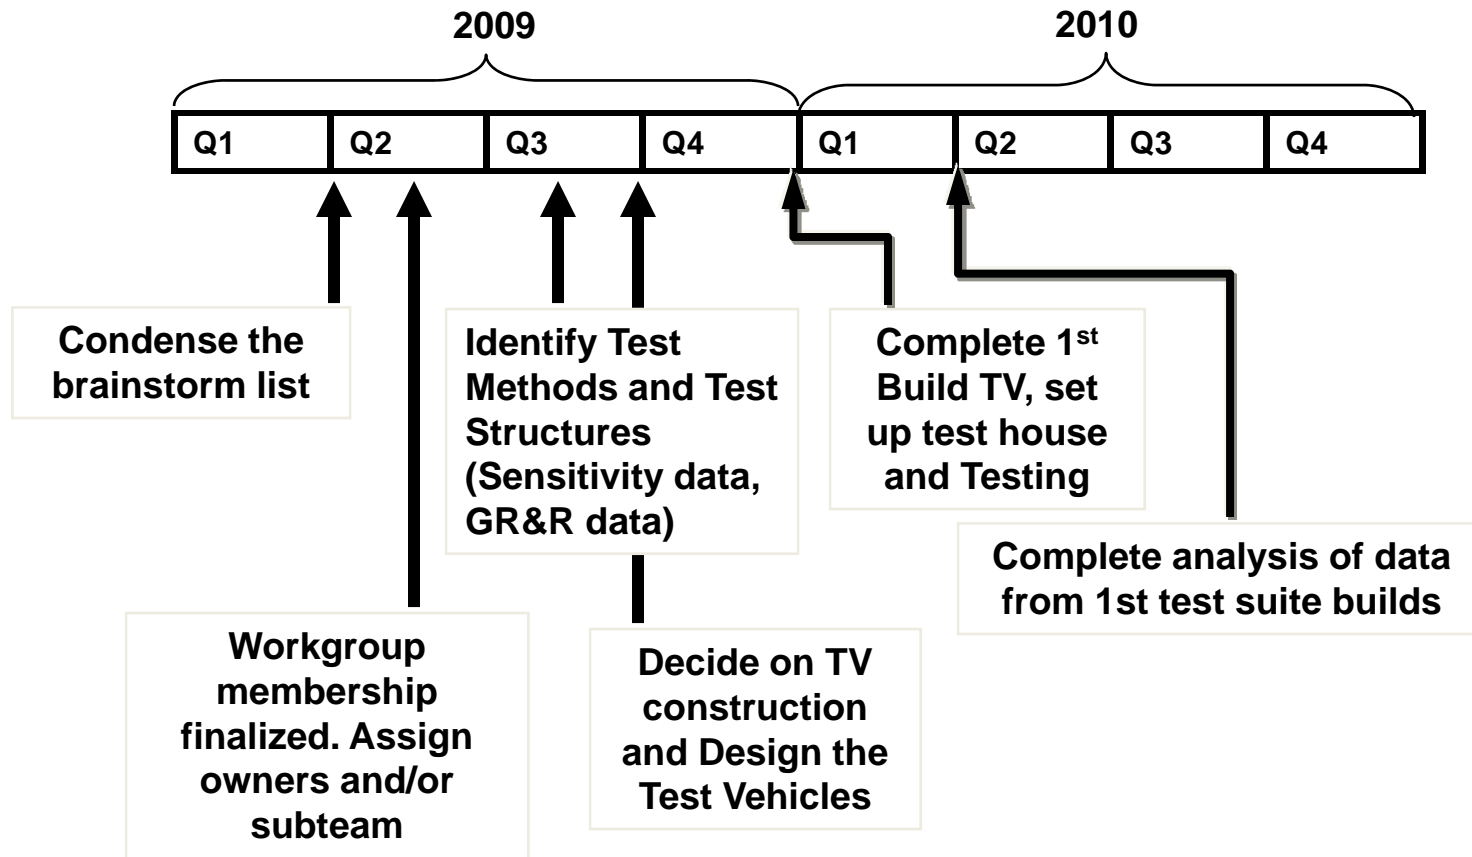 2009
2010
Q1
Q2
Q3
Q4
Q1
Q2
Q3
Q4
Condense the
brainstorm list
Identify Test
Methods and Test
Structures
(Sensitivity data,
GR&R data)
Complete 1st
Build TV, set
up test house
and Testing
Complete analysis of data
from 1st test suite builds
Workgroup
membership
finalized. Assign
owners and/or
subteam
Decide on TV
construction
and Design the
Test Vehicles